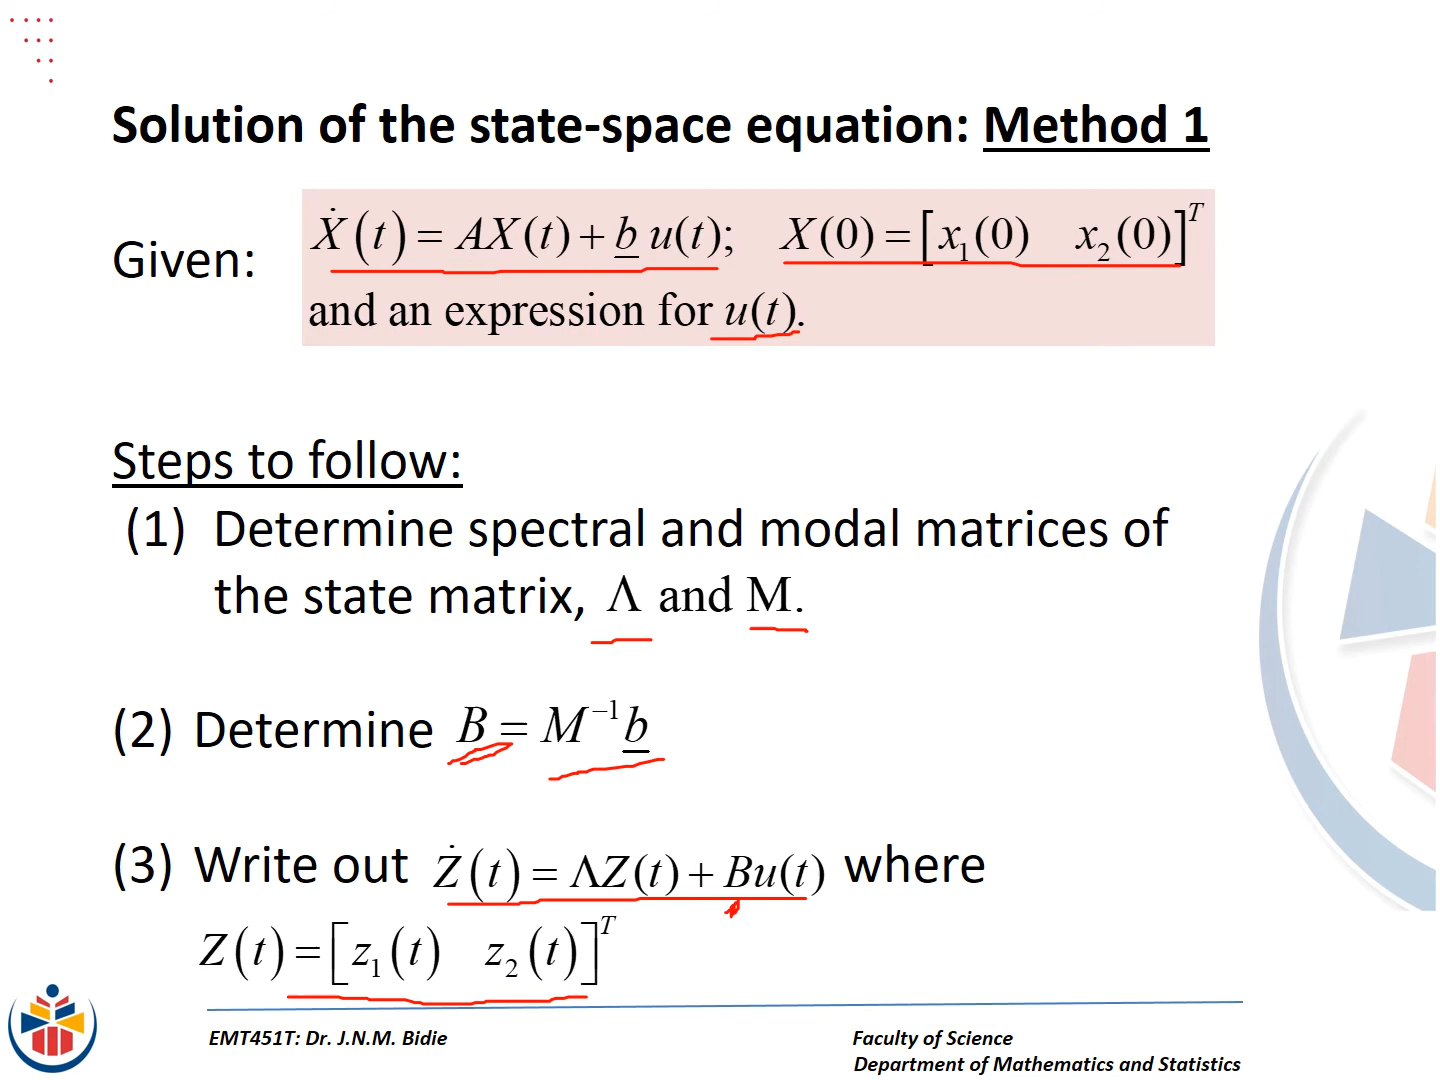 Solution of the state-space equation: Method 1
Given: Ẋ(t) = AX(t) + b u(t); X(0) = [x₁(0) x₂(0)]ᵀ
and an expression for u(t).
Steps to follow:
(1) Determine spectral and modal matrices of
the state matrix, Λ and M.
(2) Determine B = M⁻¹b
(3) Write out Ż(t) = ΛZ(t) + Bu(t) where
Z(t) = [z₁(t) z₂(t)]ᵀ
EMT451T: Dr. J.N.M. Bidie
Faculty of Science
Department of Mathematics and Statistics